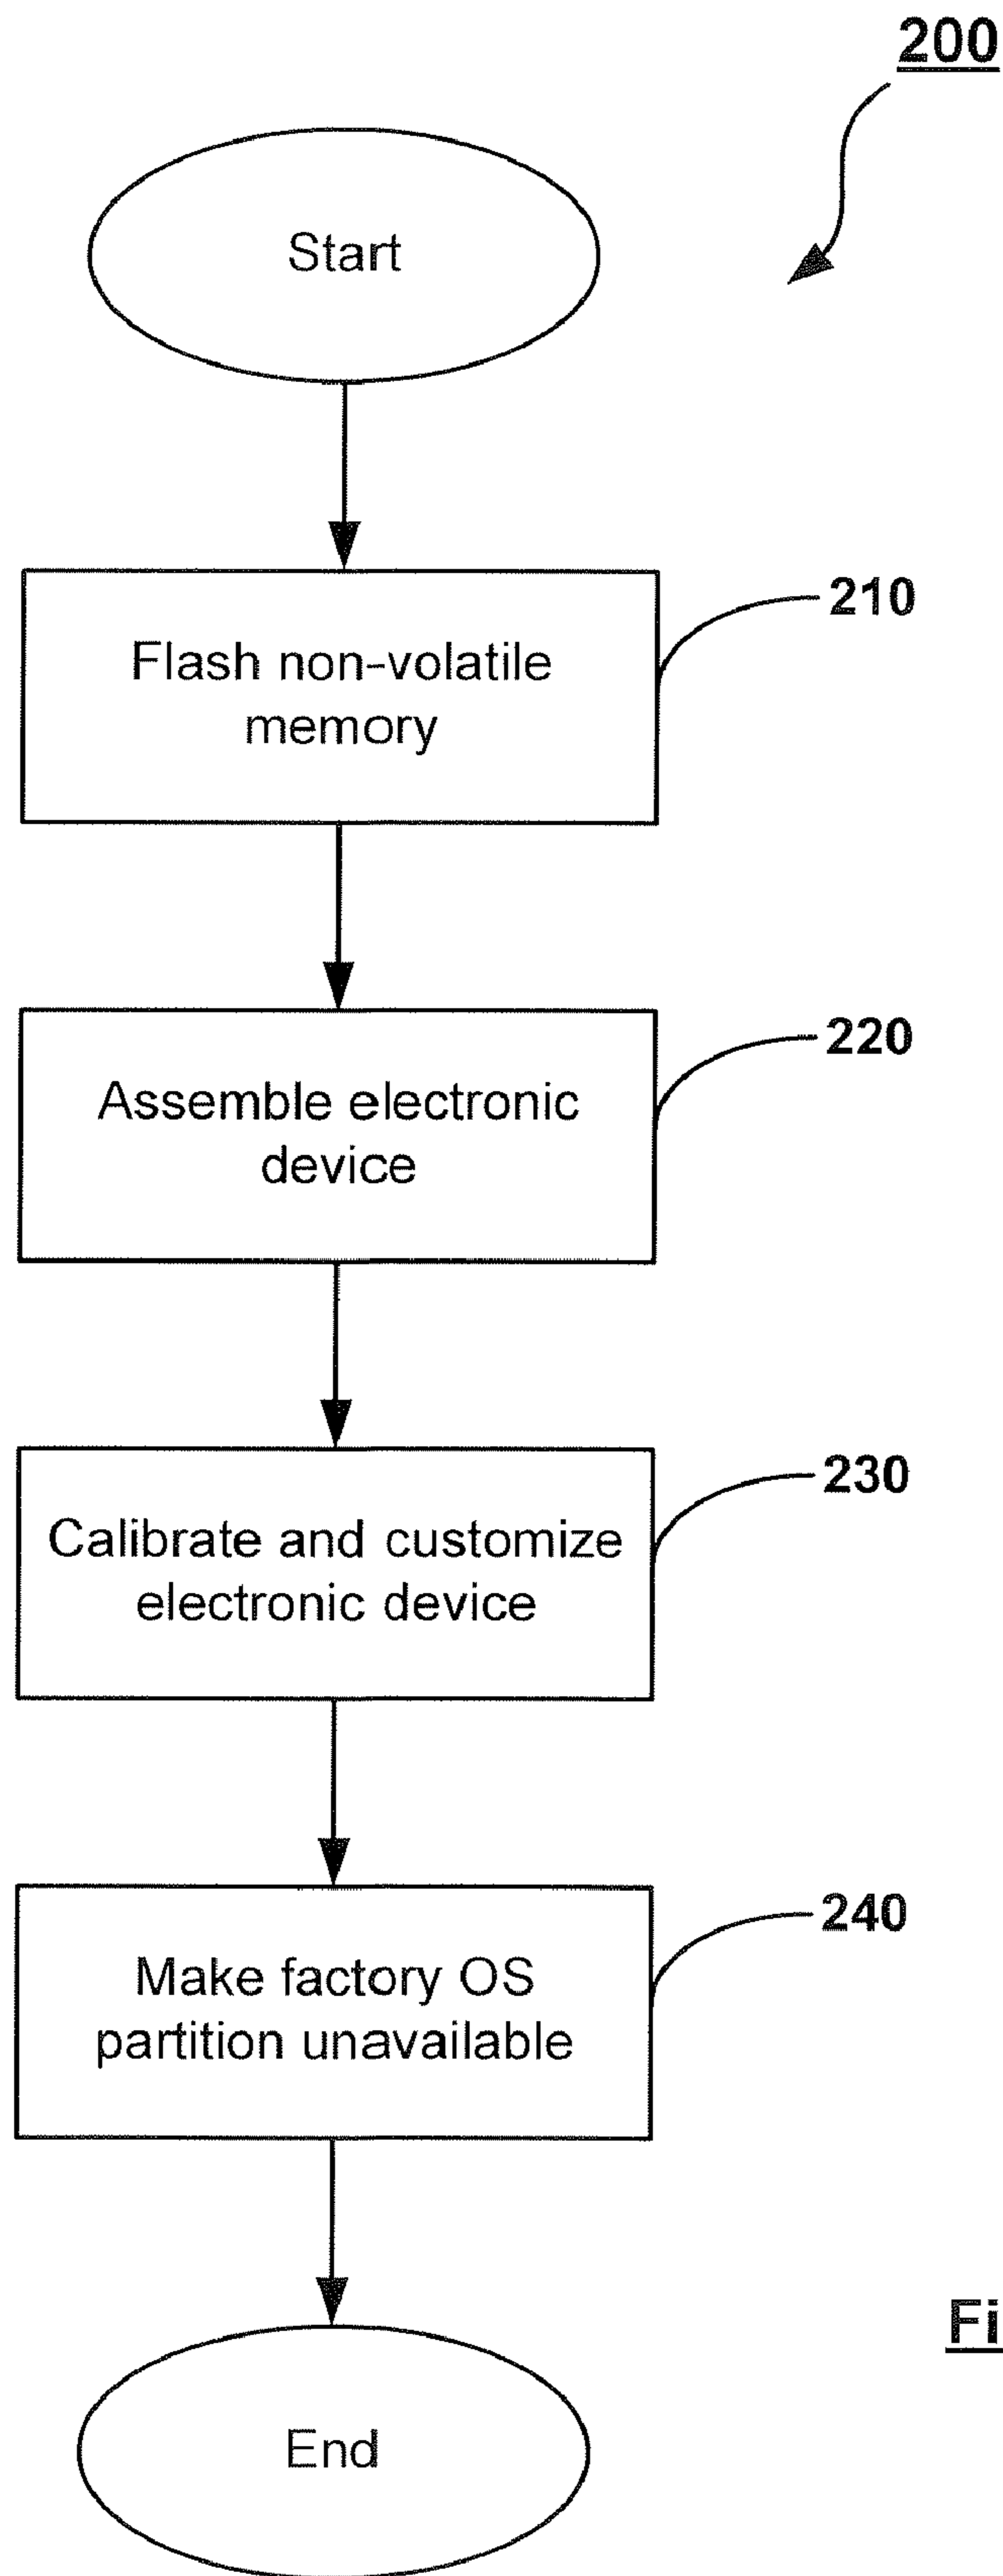 200
Start
210
Flash non-volatile
memory
220
Assemble electronic
device
230
Calibrate and customize
electronic device
240
Make factory OS
partition unavailable
End